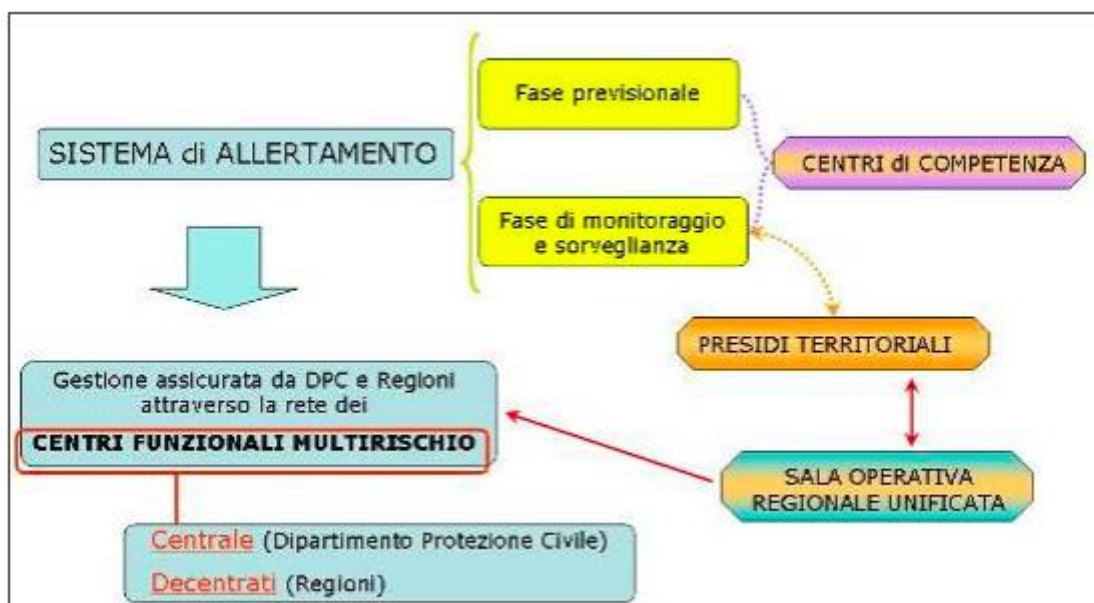 Fase previsionale
SISTEMA di ALLERTAMENTO
CENTRI di COMPETENZA
Fase di monitoraggio
e sorveglianza
PRESIDI TERRITORIALI
Gestione assicurata da DPC e Regioni
attraverso la rete dei
CENTRI FUNZIONALI MULTIRISCHIO
SALA OPERATIVA
REGIONALE UNIFICATA
Centrale (Dipartimento Protezione Civile)
Decentrati (Regioni)